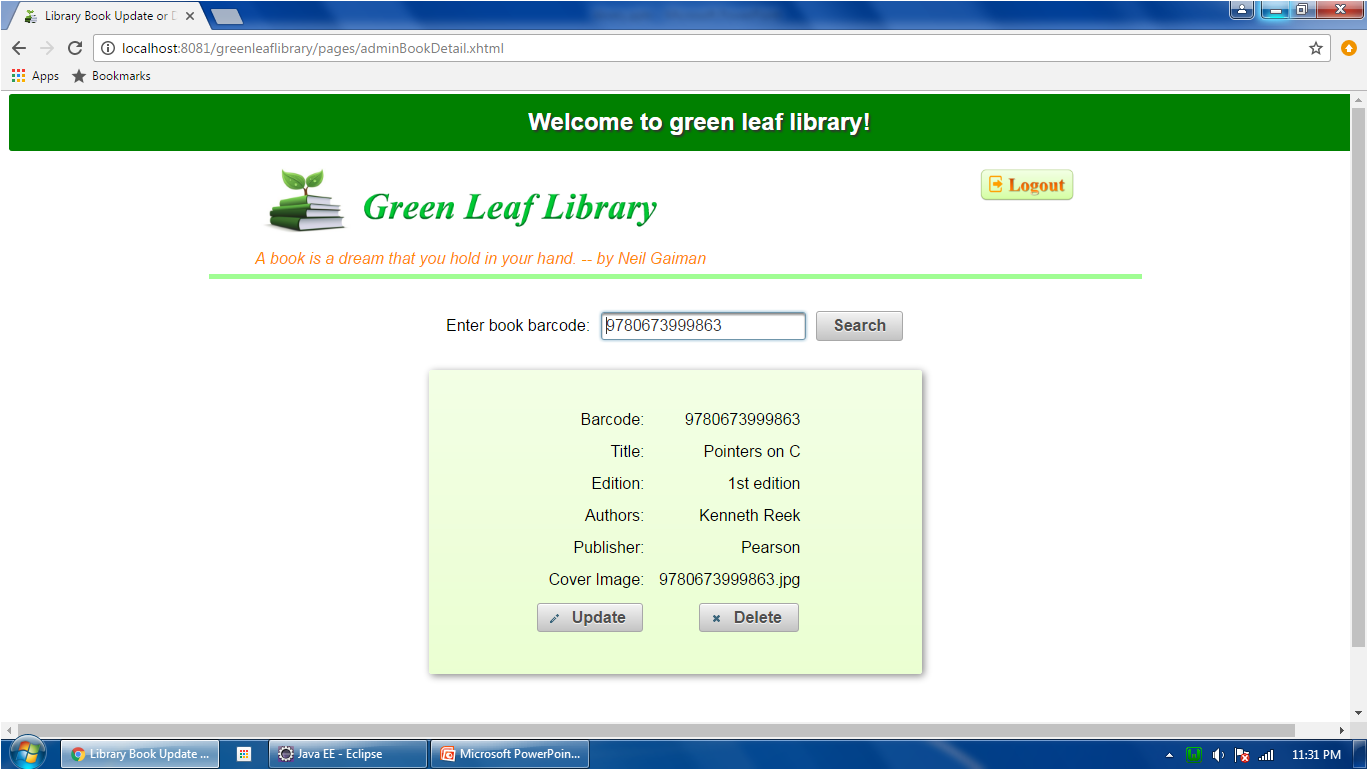 Library Book Update or D
localhost:8081/greenleaflibrary/pages/adminBookDetail.xhtml
Apps Bookmarks
Welcome to green leaf library!
Green Leaf Library
Logout
A book is a dream that you hold in your hand. -- by Neil Gaiman
Enter book barcode: 9780673999863 Search
Barcode: 9780673999863
Title: Pointers on C
Edition: 1st edition
Authors: Kenneth Reek
Publisher: Pearson
Cover Image: 9780673999863.jpg
Update Delete
Library Book Update ... Java EE - Eclipse Microsoft PowerPoin... 11:31 PM